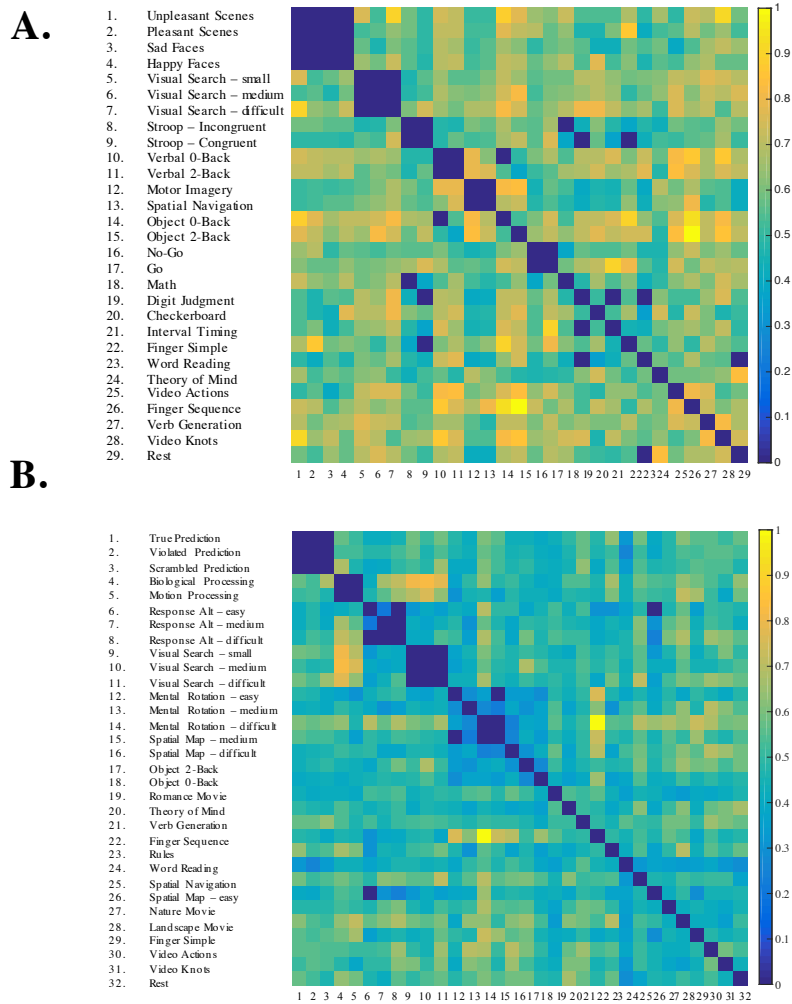 A.
1. Unpleasant Scenes
2. Pleasant Scenes
3. Sad Faces
4. Happy Faces
5. Visual Search – small
6. Visual Search – medium
7. Visual Search – difficult
8. Stroop – Incongruent
9. Stroop – Congruent
10. Verbal 0-Back
11. Verbal 2-Back
12. Motor Imagery
13. Spatial Navigation
14. Object 0-Back
15. Object 2-Back
16. No-Go
17. Go
18. Math
19. Digit Judgment
20. Checkerboard
21. Interval Timing
22. Finger Simple
23. Word Reading
24. Theory of Mind
25. Video Actions
26. Finger Sequence
27. Verb Generation
28. Video Knots
29. Rest
1
0.9
0.8
0.7
0.6
0.5
0.4
0.3
0.2
0.1
0
1 2 3 4 5 6 7 8 9 10 11 12 13 14 15 16 17 18 19 20 21 22 23 24 25 26 27 28 29
B.
1. True Prediction
2. Violated Prediction
3. Scrambled Prediction
4. Biological Processing
5. Motion Processing
6. Response Alt – easy
7. Response Alt – medium
8. Response Alt – difficult
9. Visual Search – small
10. Visual Search – medium
11. Visual Search – difficult
12. Mental Rotation – easy
13. Mental Rotation – medium
14. Mental Rotation – difficult
15. Spatial Map – medium
16. Spatial Map – difficult
17. Object 2-Back
18. Object 0-Back
19. Romance Movie
20. Theory of Mind
21. Verb Generation
22. Finger Sequence
23. Rules
24. Word Reading
25. Spatial Navigation
26. Spatial Map – easy
27. Nature Movie
28. Landscape Movie
29. Finger Simple
30. Video Actions
31. Video Knots
32. Rest
1
0.9
0.8
0.7
0.6
0.5
0.4
0.3
0.2
0.1
0
1 2 3 4 5 6 7 8 9 10 11 12 13 14 15 16 17 18 19 20 21 22 23 24 25 26 27 28 29 30 31 32